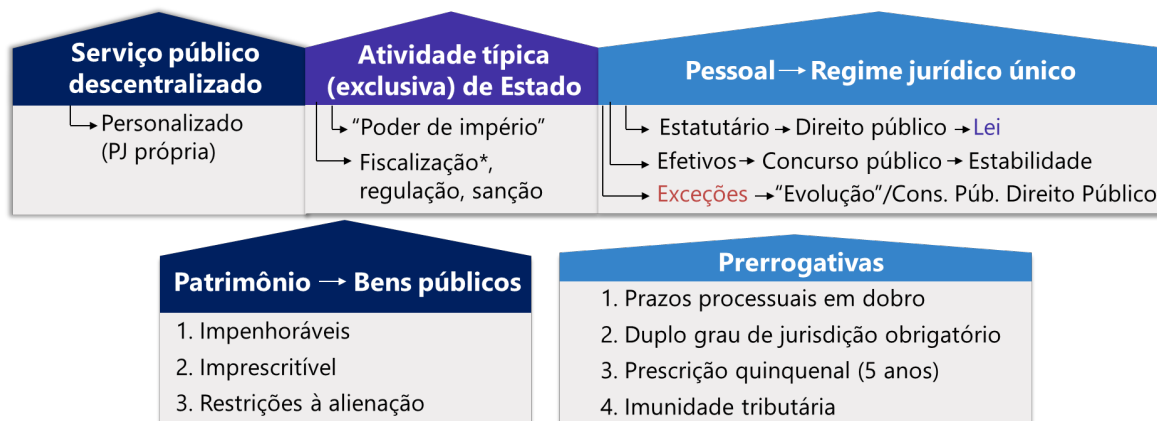 Serviço público
descentralizado
→ Personalizado
(PJ própria)
Atividade típica
(exclusiva) de Estado
→ “Poder de império”
→ Fiscalização*,
regulação, sanção
Pessoal → Regime jurídico único
→ Estatutário → Direito público → Lei
→ Efetivos → Concurso público → Estabilidade
→ Exceções → “Evolução”/Cons. Púb. Direito Público
Patrimônio → Bens públicos
1. Impenhoráveis
2. Imprescritível
3. Restrições à alienação
Prerrogativas
1. Prazos processuais em dobro
2. Duplo grau de jurisdição obrigatório
3. Prescrição quinquenal (5 anos)
4. Imunidade tributária